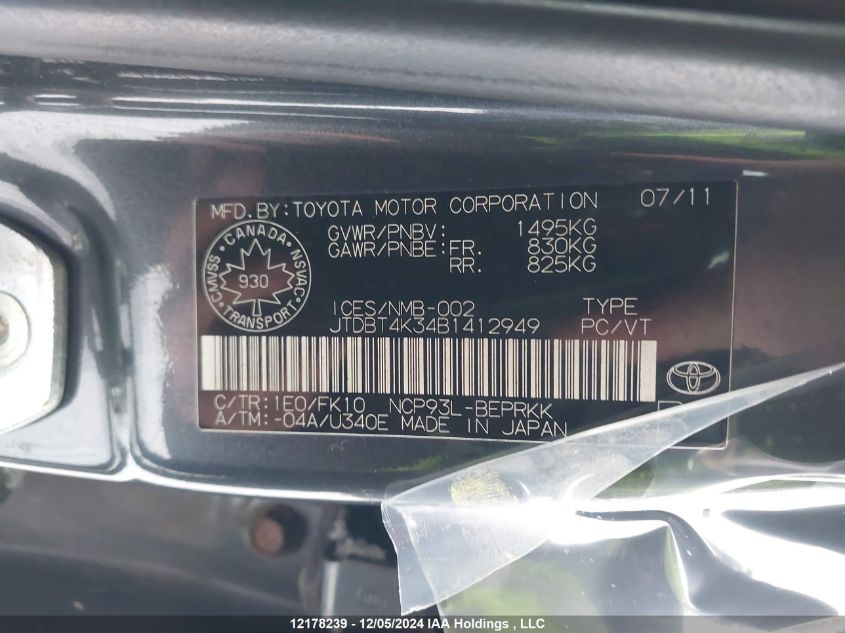 MFD.BY:TOYOTA MOTOR CORPORATION 07/11
GVWR/PNBV: 1495KG
GAWR/PNBE:FR. 830KG
RR. 825KG
CANADA
CMVSS NSVAC
930
TRANSPORT
ICES/NMB-002 TYPE
JTDBT4K34B1412949 PC/VT
C/TR:1E0/FK10 NCP93L-BEPRKK
A/TM:-04A/U340E MADE IN JAPAN
12178239 - 12/05/2024 IAA Holdings , LLC